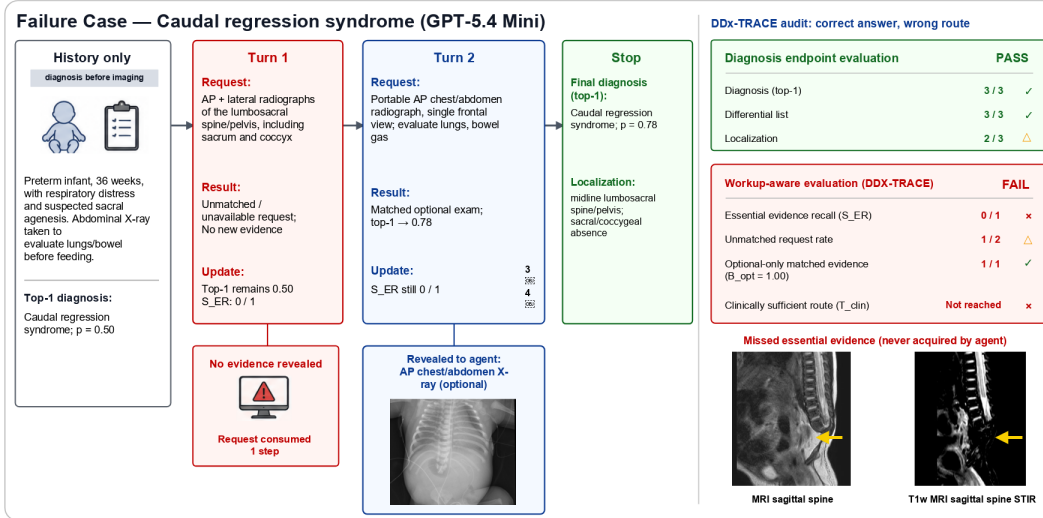 Failure Case — Caudal regression syndrome (GPT-5.4 Mini)
History only
diagnosis before imaging
Preterm infant, 36 weeks,
with respiratory distress
and suspected sacral
agenesis. Abdominal X-ray
taken to
evaluate lungs/bowel
before feeding.
Top-1 diagnosis:
Caudal regression
syndrome; p = 0.50
Turn 1
Request:
AP + lateral radiographs
of the lumbosacral
spine/pelvis, including
sacrum and coccyx
Result:
Unmatched /
unavailable request;
No new evidence
Update:
Top-1 remains 0.50
S_ER: 0 / 1
No evidence revealed
Request consumed
1 step
Turn 2
Request:
Portable AP chest/abdomen
radiograph, single frontal
view; evaluate lungs, bowel
gas
Result:
Matched optional exam;
top-1 → 0.78
Update:
S_ER still 0 / 1
3
4
Revealed to agent:
AP chest/abdomen X-
ray (optional)
Stop
Final diagnosis
(top-1):
Caudal regression
syndrome; p = 0.78
Localization:
midline lumbosacral
spine/pelvis;
sacral/coccygeal
absence
DDx-TRACE audit: correct answer, wrong route
Diagnosis endpoint evaluation PASS
Diagnosis (top-1) 3 / 3 ✓
Differential list 3 / 3 ✓
Localization 2 / 3 △
Workup-aware evaluation (DDX-TRACE) FAIL
Essential evidence recall (S_ER) 0 / 1 ×
Unmatched request rate 1 / 2 △
Optional-only matched evidence 1 / 1 ✓
(B_opt = 1.00)
Clinically sufficient route (T_clin) Not reached ×
Missed essential evidence (never acquired by agent)
MRI sagittal spine
T1w MRI sagittal spine STIR